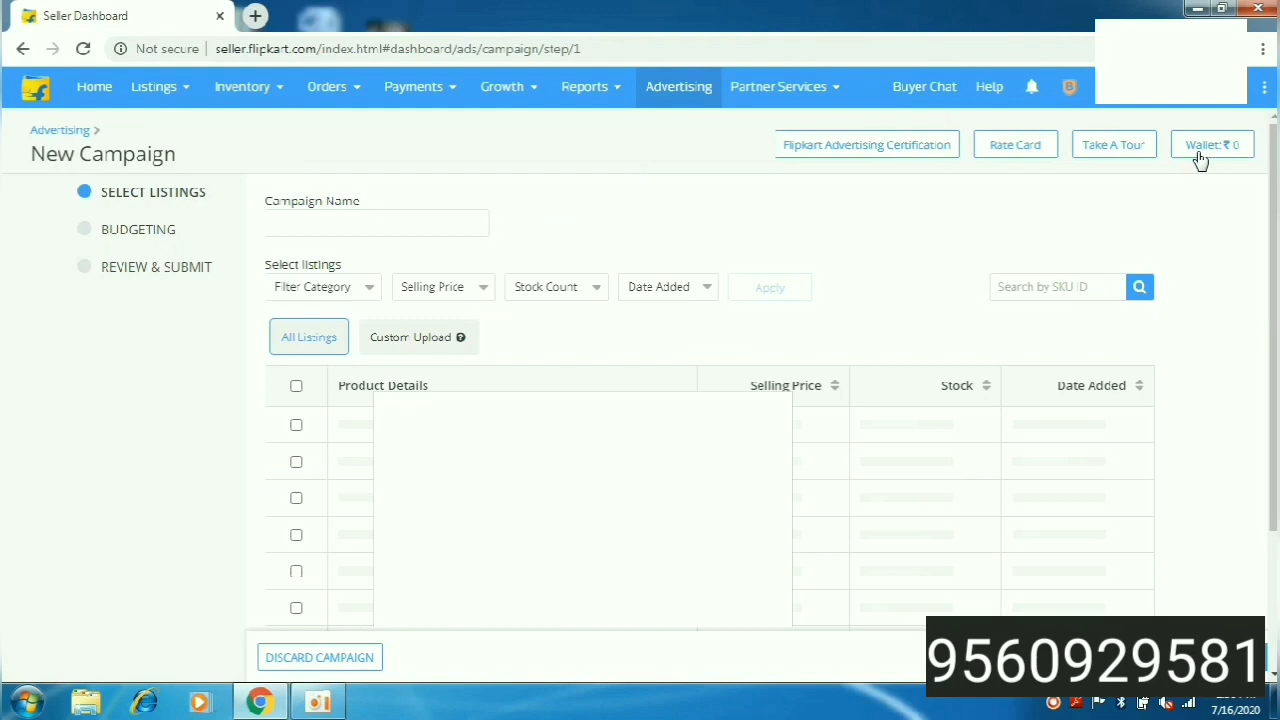 Seller Dashboard
Not secure
seller.flipkart.com/index.html#dashboard/ads/campaign/step/1
Home Listings Inventory Orders Payments Growth Reports Advertising Partner Services Buyer Chat Help
Advertising >
New Campaign
Flipkart Advertising Certification Rate Card Take A Tour Wallet: ₹ 0
SELECT LISTINGS
BUDGETING
REVIEW & SUBMIT
Campaign Name
Select listings
Filter Category Selling Price Stock Count Date Added Apply Search by SKU ID
All Listings Custom Upload
Product Details Selling Price Stock Date Added
DISCARD CAMPAIGN
9560929581
7/16/2020